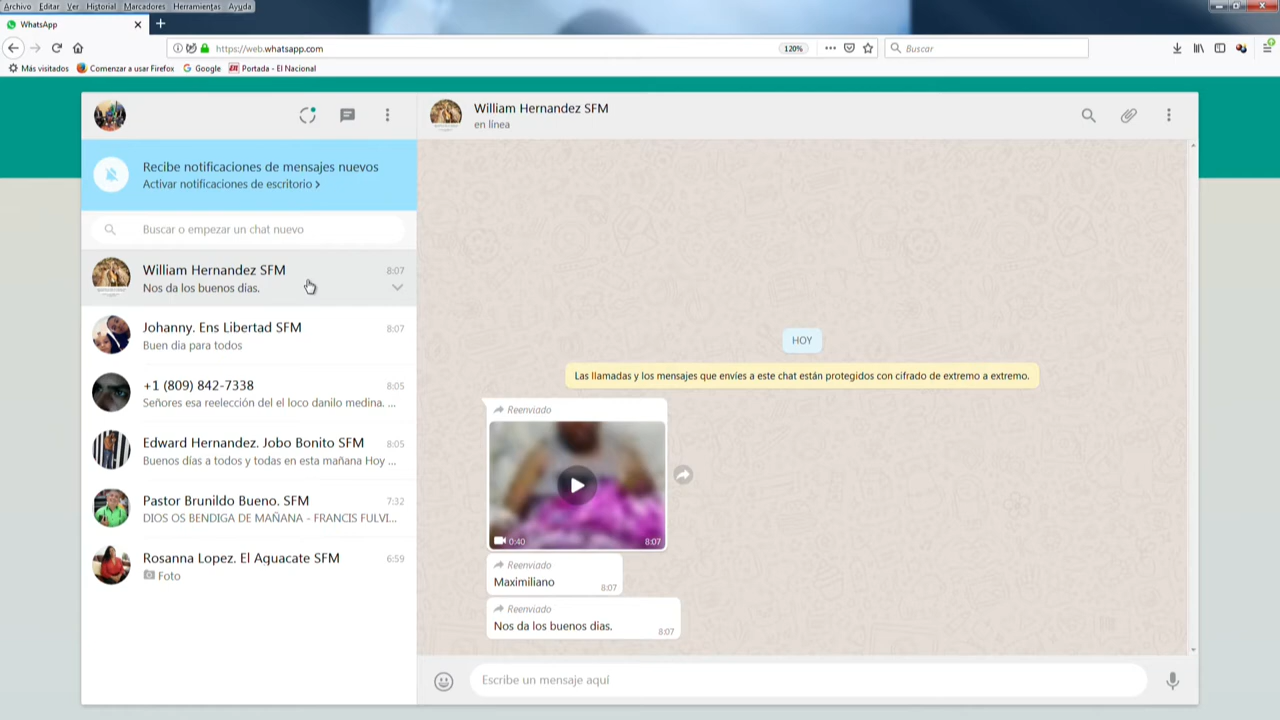 Archivo Editar Ver Historial Marcadores Herramientas Ayuda
WhatsApp
https://web.whatsapp.com
120%
Buscar
Más visitados
Comenzar a usar Firefox
Google
Portada - El Nacional
Recibe notificaciones de mensajes nuevos
Activar notificaciones de escritorio >
Buscar o empezar un chat nuevo
William Hernandez SFM 8:07
Nos da los buenos días.
Johanny. Ens Libertad SFM 8:07
Buen dia para todos
+1 (809) 842-7338 8:05
Señores esa reelección del el loco danilo medina. ...
Edward Hernandez. Jobo Bonito SFM 8:05
Buenos días a todos y todas en esta mañana Hoy ...
Pastor Brunildo Bueno. SFM 7:32
DIOS OS BENDIGA DE MAÑANA - FRANCIS FULVI...
Rosanna Lopez. El Aguacate SFM 6:59
Foto
William Hernandez SFM
en línea
HOY
Las llamadas y los mensajes que envíes a este chat están protegidos con cifrado de extremo a extremo.
Reenviado
0:40 8:07
Reenviado
Maximiliano 8:07
Reenviado
Nos da los buenos dias. 8:07
Escribe un mensaje aquí